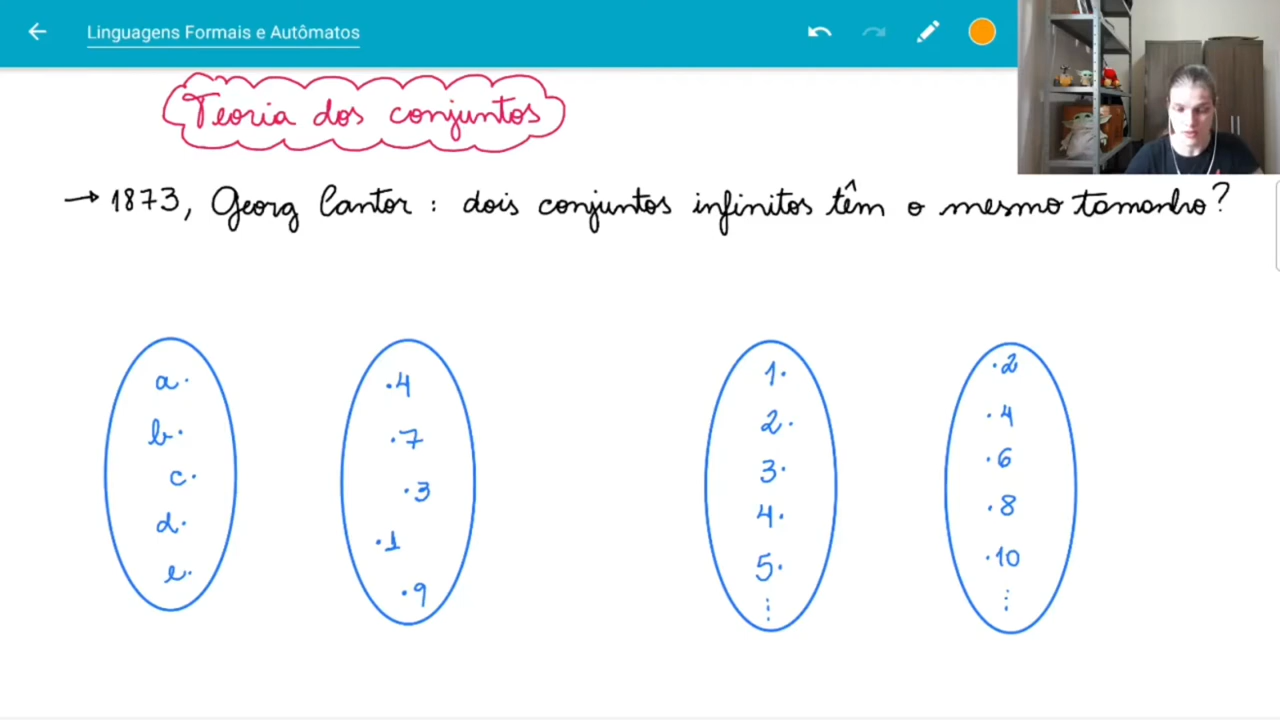 Linguagens Formais e Autômatos
Teoria dos conjuntos
→ 1873, Georg Cantor : dois conjuntos infinitos têm o mesmo tamanho?
a·
b·
c·
d·
e·
·4
·7
·3
·1
·9
1·
2·
3·
4·
5·
⋮
·2
·4
·6
·8
·10
⋮